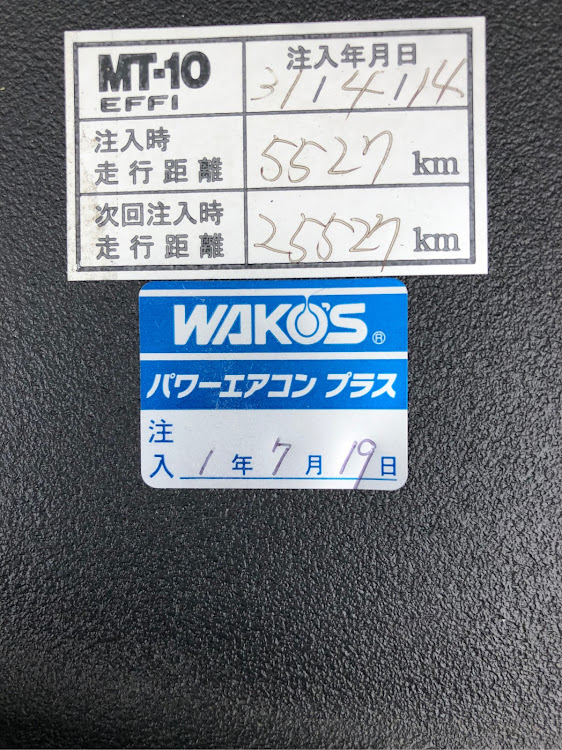 MT-10
EFFI
注入年月日
31/4/14
注入時
走行距離
5527 km
次回注入時
走行距離
25527 km
WAKO'S ®
パワーエアコン プラス
注
入 1 年 7 月 19 日